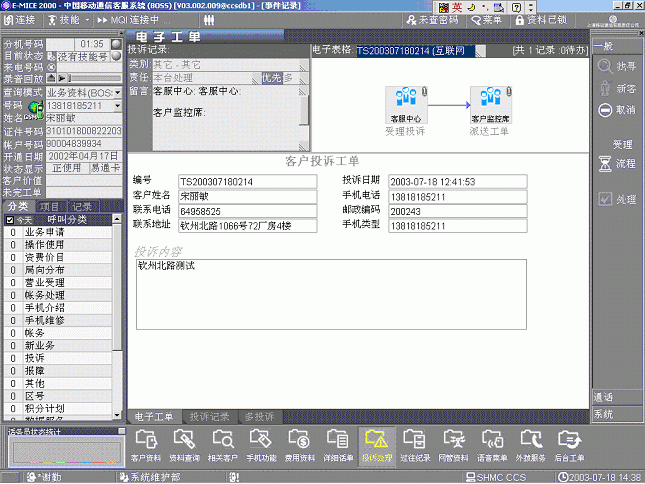 E-MICE 2000 - 中国移动通信客服系统 (BOSS) [V03.002.009@ccsdb1] - [事件记录]
连接 技能 MQI 连接中
未查密码 菜单 资料已锁
分机号码 01:35
目前状态 没有技能号
来电号码
录音回放
查询模式 业务资料(BOSS
号码 13818185211
姓名 宋丽敏
证件号码 310101800822203
帐户号码 90004839934
开通日期 2002年04月17日
状态显示 正使用 易通卡
客户价值
未完工单
分类 项目 记录
今天 呼叫分类
0 业务申请
0 操作使用
0 资费价目
0 局向分布
0 营业受理
0 帐务处理
0 手机介绍
0 手机维修
0 帐务
0 新业务
0 投诉
0 报障
0 其他
0 区号
0 积分计划
话务员状态统计
电子工单
投诉记录: 电子表格: TS200307180214 (互联网 [共 1 记录 :0待办]
类别 其它 - 其它
责任: 本台处理 优先 多
留言: 客服中心: 客服中心:
客户监控席:
客服中心 客户监控席
受理投诉 派送工单
客户投诉工单
编号 TS200307180214 投诉日期 2003-07-18 12:41:53
客户姓名 宋丽敏 手机电话 13818185211
联系电话 64958525 邮政编码 200243
联系地址 钦州北路1066号72厂房4楼 手机类型 13818185211
投诉内容
钦州北路测试
电子工单 投诉记录 多投诉
一般
找寻
新客
取消
受理
流程
处理
通话
系统
客户资料 资料查询 相关客户 手机功能 费用资料 详细话单 投诉处理 过往纪录 网管资料 语音菜单 外拨服务 后台工单
*谢勤 系统维护部 SHMC CCS 2003-07-18 14:38